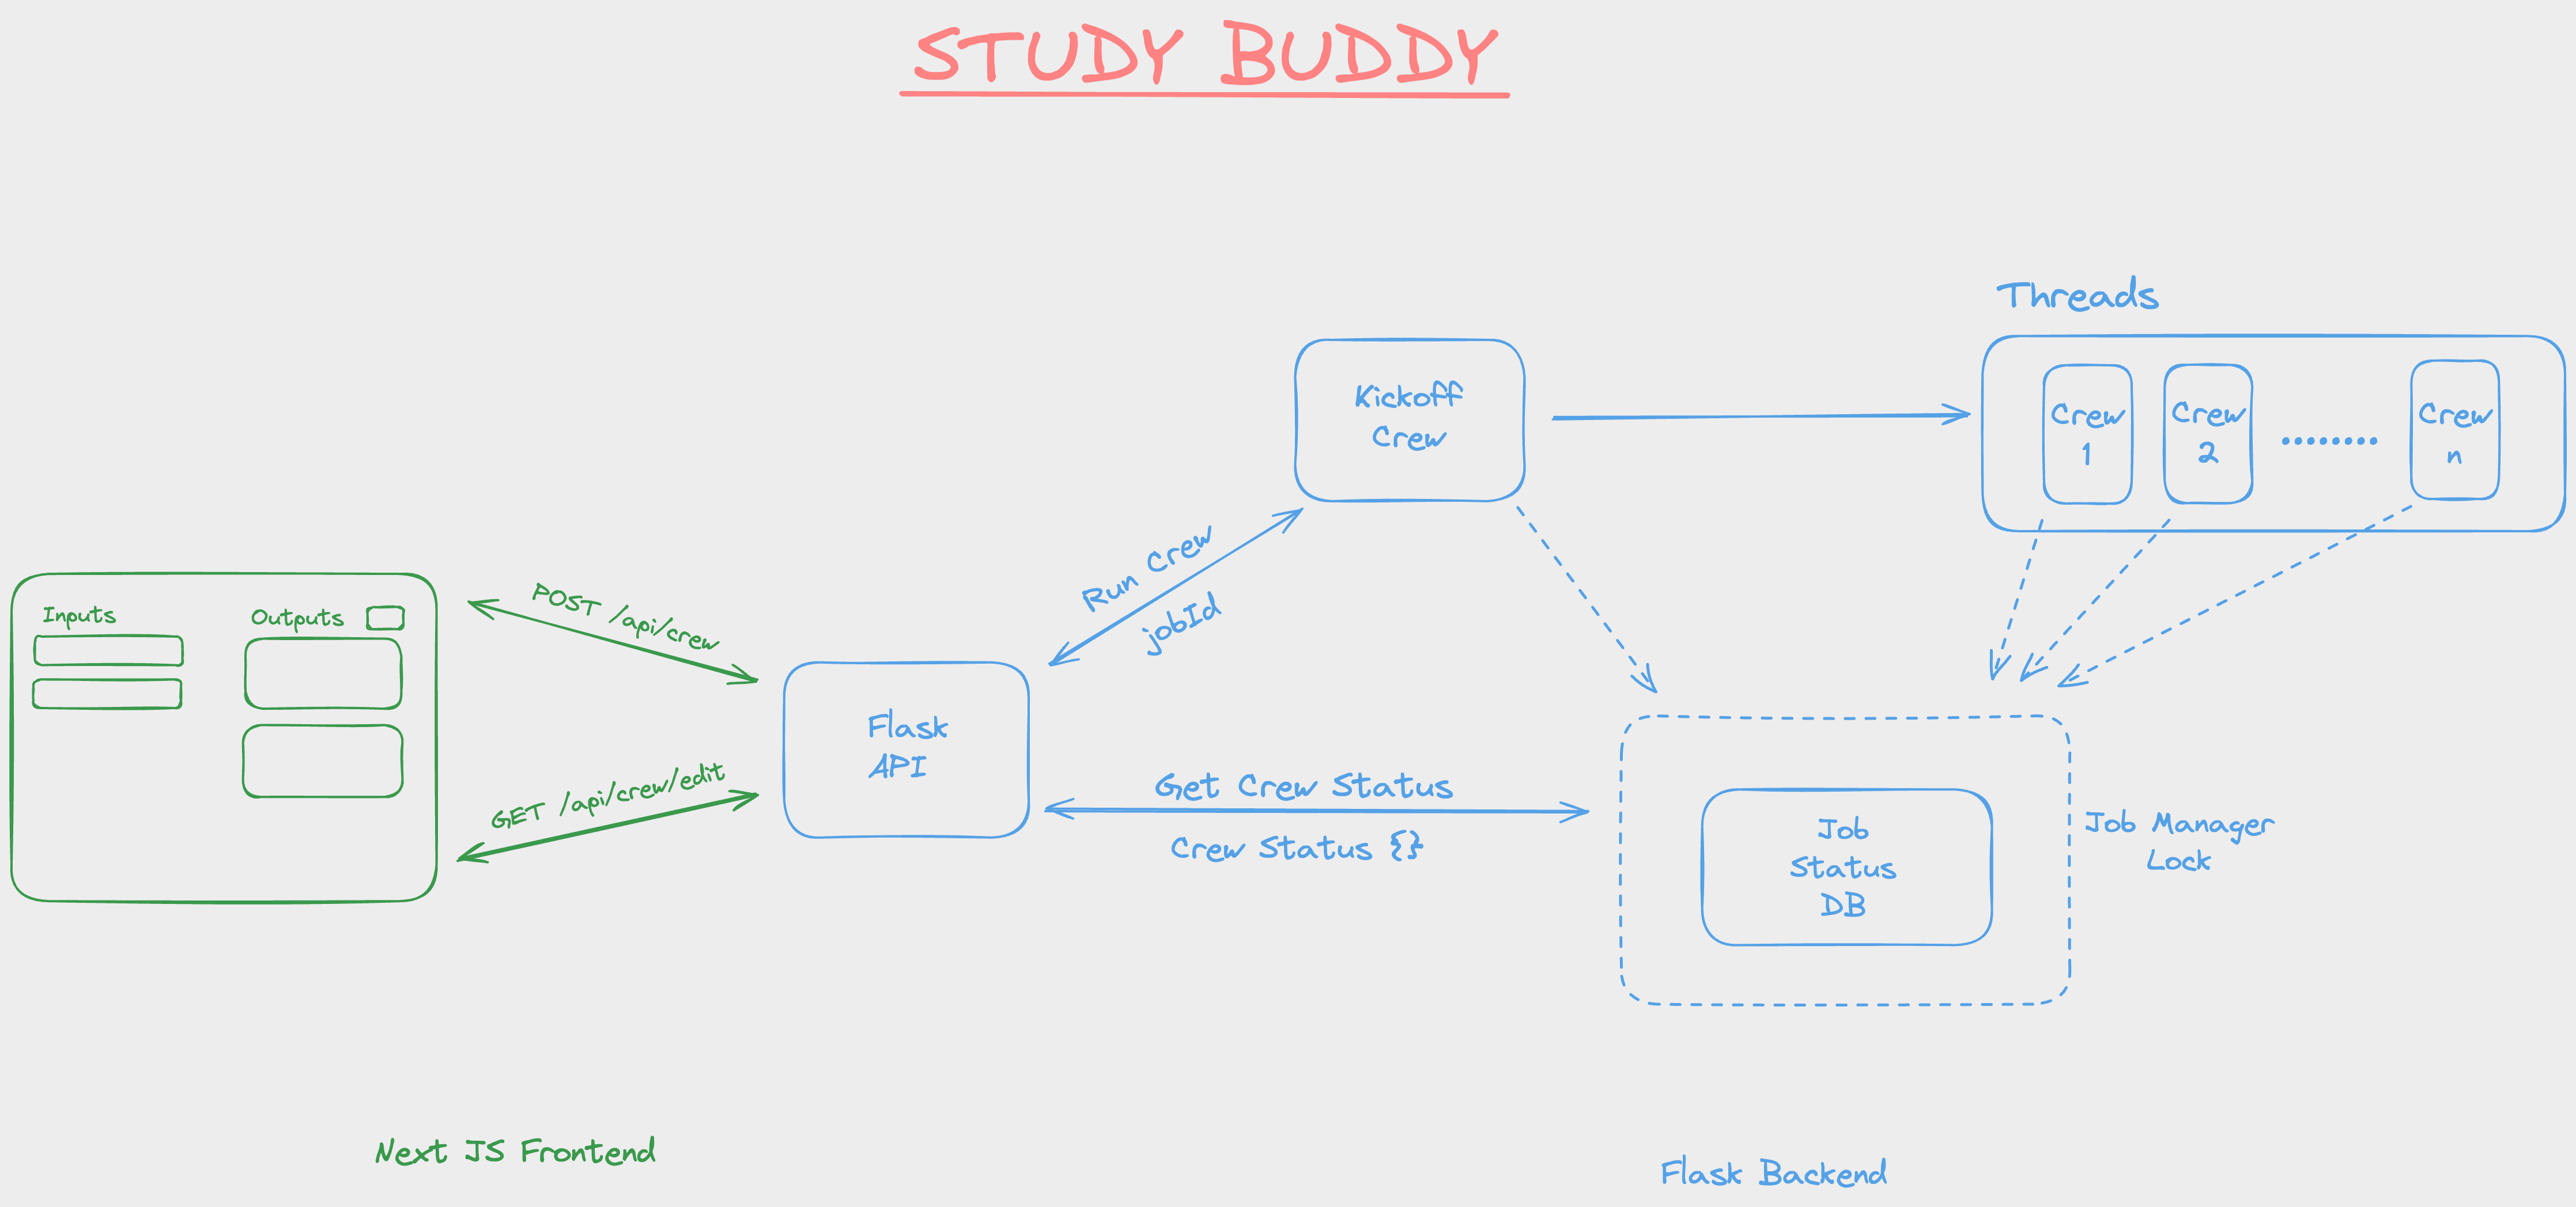 STUDY BUDDY
Threads
Kickoff
Crew
Crew
1
Crew
2
........
Crew
n
Run Crew
jobId
Inputs
Outputs
POST /api/crew
GET /api/crew/edit
Flask
API
Get Crew Status
Crew Status {}
Job
Status
DB
Job Manager
Lock
Next JS Frontend
Flask Backend